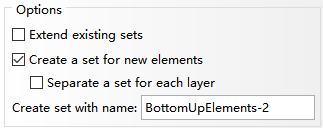 Options
Extend existing sets
Create a set for new elements
Separate a set for each layer
Create set with name: BottomUpElements-2